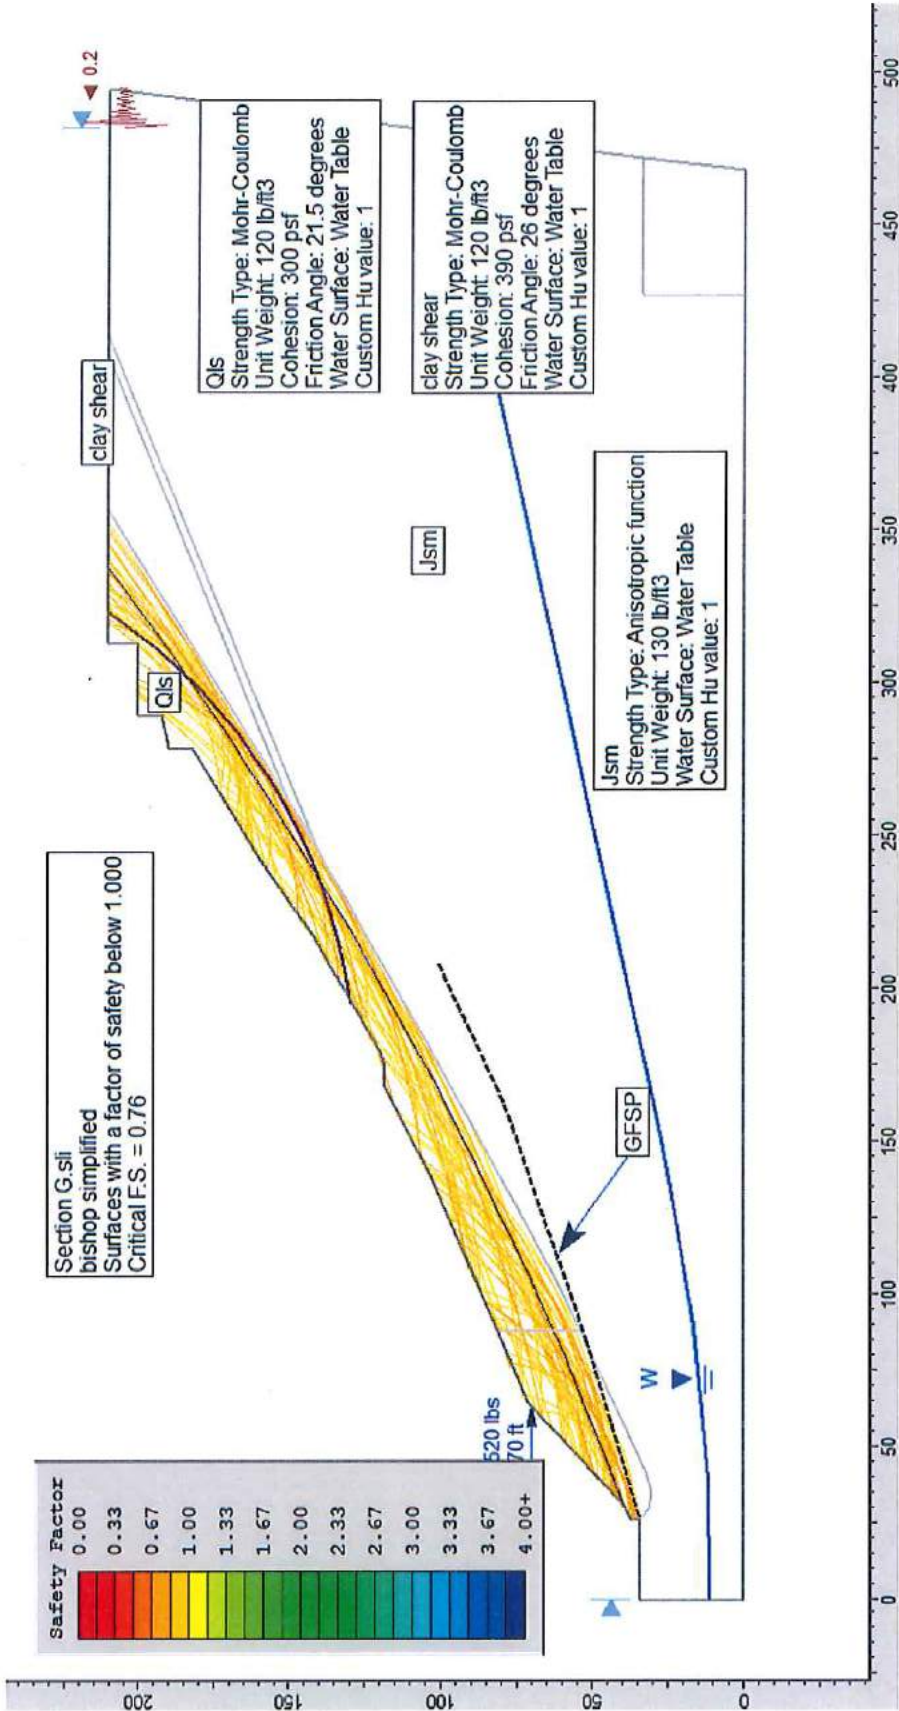 Safety Factor
0.00
0.33
0.67
1.00
1.33
1.67
2.00
2.33
2.67
3.00
3.33
3.67
4.00+
Section G.sli
bishop simplified
Surfaces with a factor of safety below 1.000
Critical F.S. = 0.76
520 lbs
70 ft
Qls
clay shear
0.2
Qls
Strength Type: Mohr-Coulomb
Unit Weight: 120 lb/ft3
Cohesion: 300 psf
Friction Angle: 21.5 degrees
Water Surface: Water Table
Custom Hu value: 1
clay shear
Strength Type: Mohr-Coulomb
Unit Weight: 120 lb/ft3
Cohesion: 390 psf
Friction Angle: 26 degrees
Water Surface: Water Table
Custom Hu value: 1
Jsm
Jsm
Strength Type: Anisotropic function
Unit Weight: 130 lb/ft3
Water Surface: Water Table
Custom Hu value: 1
GFSP
W
200
150
100
50
0
0
50
100
150
200
250
300
350
400
450
500